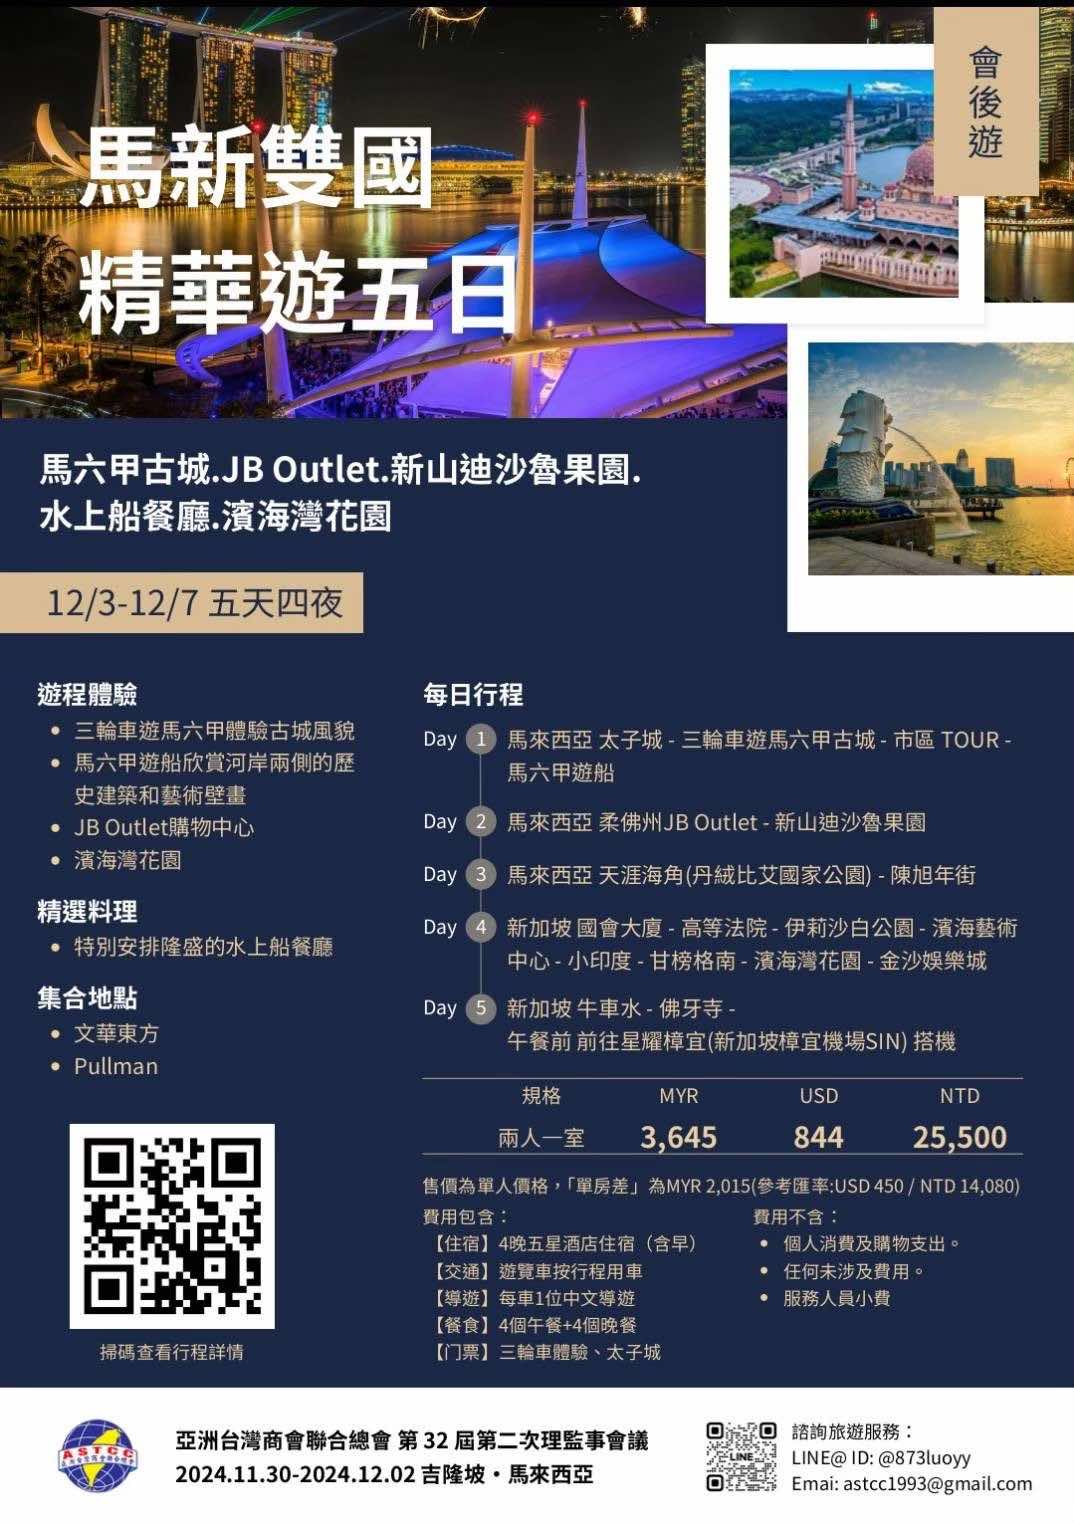 會後遊
馬新雙國
精華遊五日
馬六甲古城.JB Outlet.新山迪沙魯果園.
水上船餐廳.濱海灣花園
12/3-12/7 五天四夜
遊程體驗
• 三輪車遊馬六甲體驗古城風貌
• 馬六甲遊船欣賞河岸兩側的歷
史建築和藝術壁畫
• JB Outlet購物中心
• 濱海灣花園
精選料理
• 特別安排隆盛的水上船餐廳
集合地點
• 文華東方
• Pullman
掃碼查看行程詳情
每日行程
Day 1 馬來西亞 太子城 - 三輪車遊馬六甲古城 - 市區 TOUR -
馬六甲遊船
Day 2 馬來西亞 柔佛州JB Outlet - 新山迪沙魯果園
Day 3 馬來西亞 天涯海角(丹絨比艾國家公園) - 陳旭年街
Day 4 新加坡 國會大廈 - 高等法院 - 伊莉沙白公園 - 濱海藝術
中心 - 小印度 - 甘榜格南 - 濱海灣花園 - 金沙娛樂城
Day 5 新加坡 牛車水 - 佛牙寺 -
午餐前 前往星耀樟宜(新加坡樟宜機場SIN) 搭機
規格 MYR USD NTD
兩人一室 3,645 844 25,500
售價為單人價格，「單房差」為MYR 2,015(參考匯率:USD 450 / NTD 14,080)
費用包含：
【住宿】4晚五星酒店住宿（含早）
【交通】遊覽車按行程用車
【導遊】每車1位中文導遊
【餐食】4個午餐+4個晚餐
【门票】三輪車體驗、太子城
費用不含：
• 個人消費及購物支出。
• 任何未涉及費用。
• 服務人員小費
ASTCC
亞洲台灣商會聯合總會 第 32 屆第二次理監事會議
2024.11.30-2024.12.02 吉隆坡・馬來西亞
LINE
諮詢旅遊服務：
LINE@ ID: @873luoyy
Emai: astcc1993@gmail.com